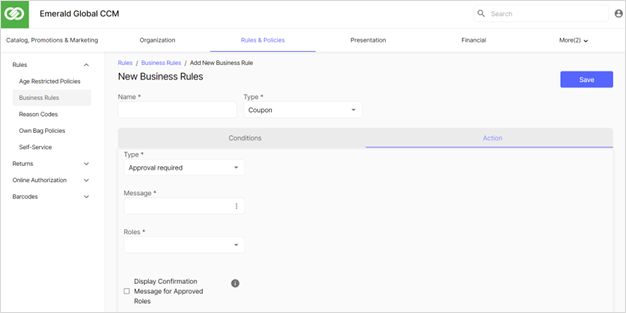 Emerald Global CCM
Search
Catalog, Promotions & Marketing
Organization
Rules & Policies
Presentation
Financial
More(2)
Rules
Age Restricted Policies
Business Rules
Reason Codes
Own Bag Policies
Self-Service
Returns
Online Authorization
Barcodes
Rules / Business Rules / Add New Business Rule
New Business Rules
Save
Name *
Type *
Coupon
Conditions
Action
Type *
Approval required
Message *
Roles *
Display Confirmation
Message for Approved
Roles